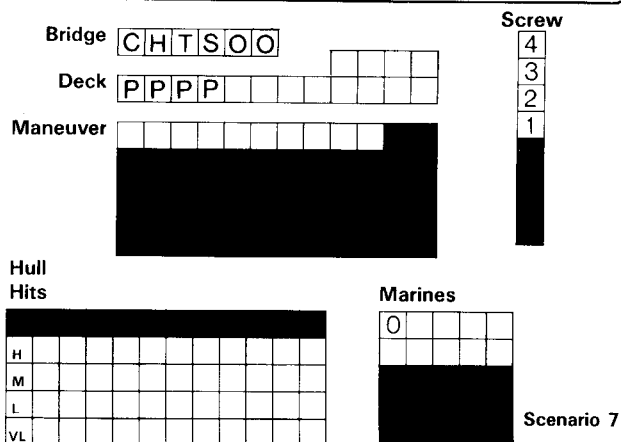 Screw
Bridge C H T S O O
4
3
2
1
Deck P P P P
Maneuver
Hull
Hits
H
M
L
VL
Marines
O
Scenario 7